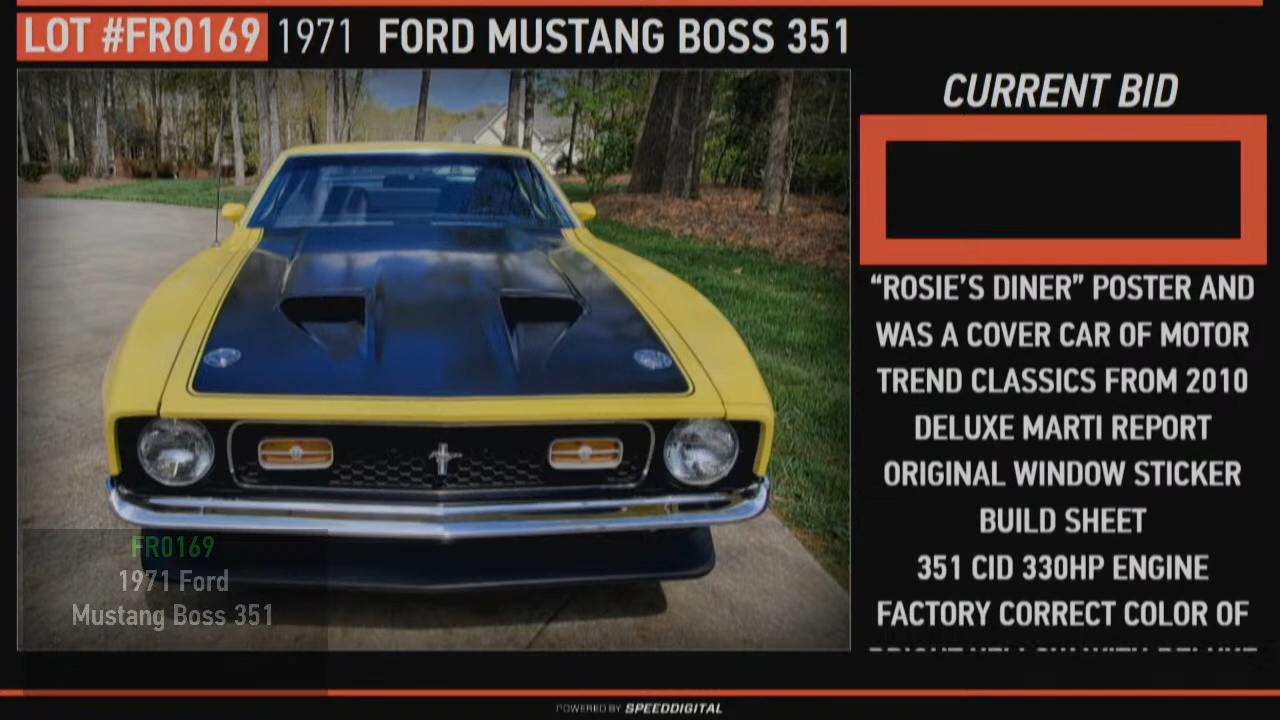 LOT #FR0169 1971 FORD MUSTANG BOSS 351
CURRENT BID
“ROSIE’S DINER” POSTER AND
WAS A COVER CAR OF MOTOR
TREND CLASSICS FROM 2010
DELUXE MARTI REPORT
ORIGINAL WINDOW STICKER
BUILD SHEET
351 CID 330HP ENGINE
FACTORY CORRECT COLOR OF
FR0169
1971 Ford
Mustang Boss 351
POWERED BY SPEEDDIGITAL